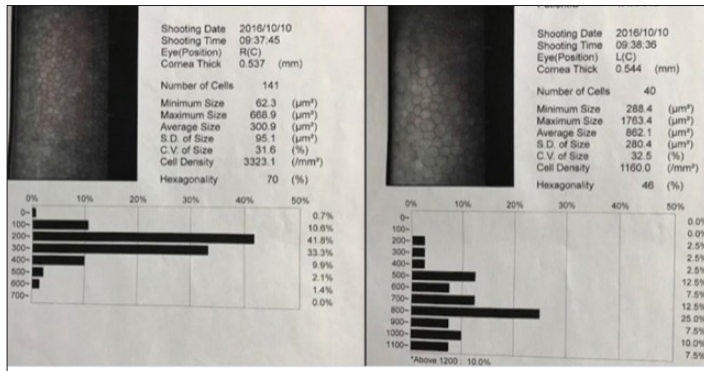 Shooting Date 2016/10/10
Shooting Time 09:37:45
Eye(Position) R(C)
Cornea Thick 0.537 (mm)
Number of Cells 141
Minimum Size 62.3 (μm²)
Maximum Size 668.9 (μm²)
Average Size 300.9 (μm²)
S.D. of Size 95.1 (μm²)
C.V. of Size 31.6 (%)
Cell Density 3323.1 (/mm²)
Hexagonality 70 (%)
0% 10% 20% 30% 40% 50%
0~ 0.7%
100~ 10.6%
200~ 41.8%
300~ 33.3%
400~ 9.9%
500~ 2.1%
600~ 1.4%
700~ 0.0%
Shooting Date 2016/10/10
Shooting Time 09:38:36
Eye(Position) L(C)
Cornea Thick 0.544 (mm)
Number of Cells 40
Minimum Size 288.4 (μm²)
Maximum Size 1763.4 (μm²)
Average Size 862.1 (μm²)
S.D. of Size 280.4 (μm²)
C.V. of Size 32.5 (%)
Cell Density 1160.0 (/mm²)
Hexagonality 46 (%)
0% 10% 20% 30% 40% 50%
0~ 0.0%
100~ 0.0%
200~ 2.5%
300~ 2.5%
400~ 2.5%
500~ 12.5%
600~ 7.5%
700~ 12.5%
800~ 25.0%
900~ 7.5%
1000~ 10.0%
1100~ 7.5%
*Above 1200 : 10.0%